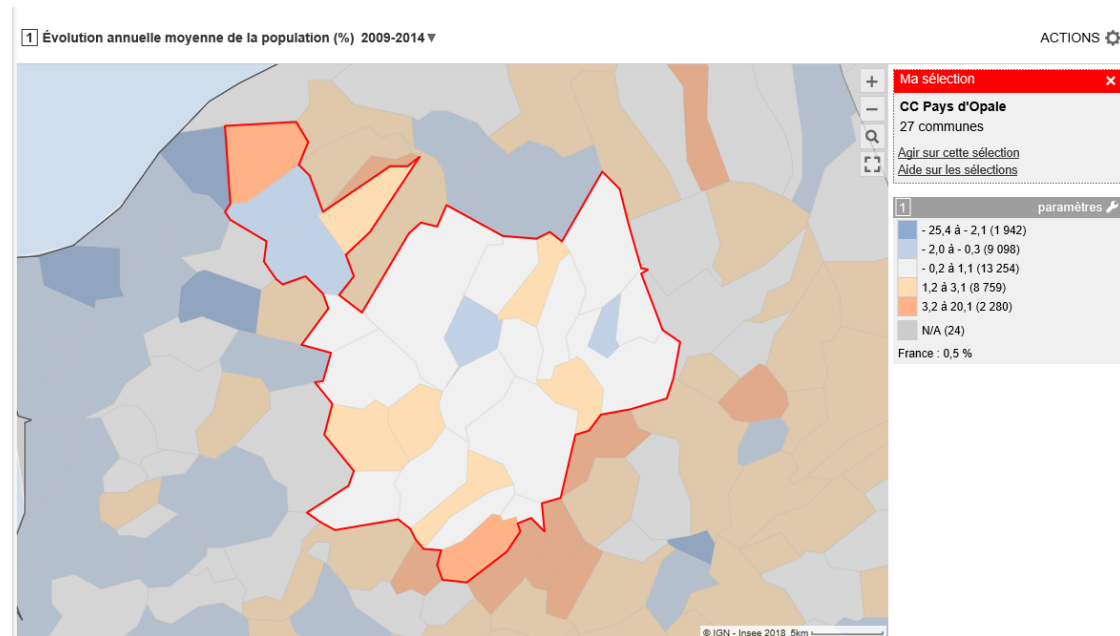 1 Évolution annuelle moyenne de la population (%) 2009-2014 ▼
ACTIONS
+
−
Ma sélection ×
CC Pays d'Opale
27 communes
Agir sur cette sélection
Aide sur les sélections
1 paramètres
- 25,4 à - 2,1 (1 942)
- 2,0 à - 0,3 (9 098)
- 0,2 à 1,1 (13 254)
1,2 à 3,1 (8 759)
3,2 à 20,1 (2 280)
N/A (24)
France : 0,5 %
© IGN - Insee 2018 5km